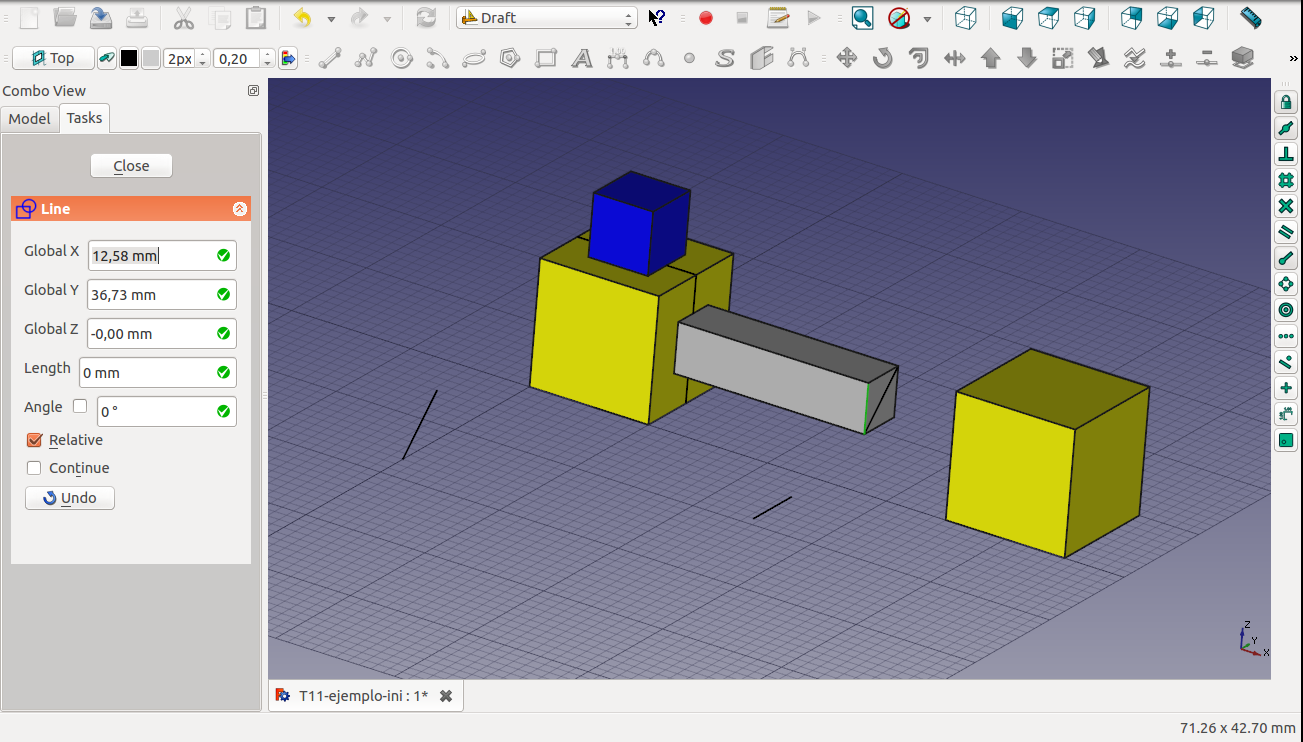 Draft
Top
2px
0,20
Combo View
Model
Tasks
Close
Line
Global X
12,58 mm
Global Y
36,73 mm
Global Z
-0,00 mm
Length
0 mm
Angle
0 °
Relative
Continue
Undo
Z
Y
X
T11-ejemplo-ini : 1*
71.26 x 42.70 mm